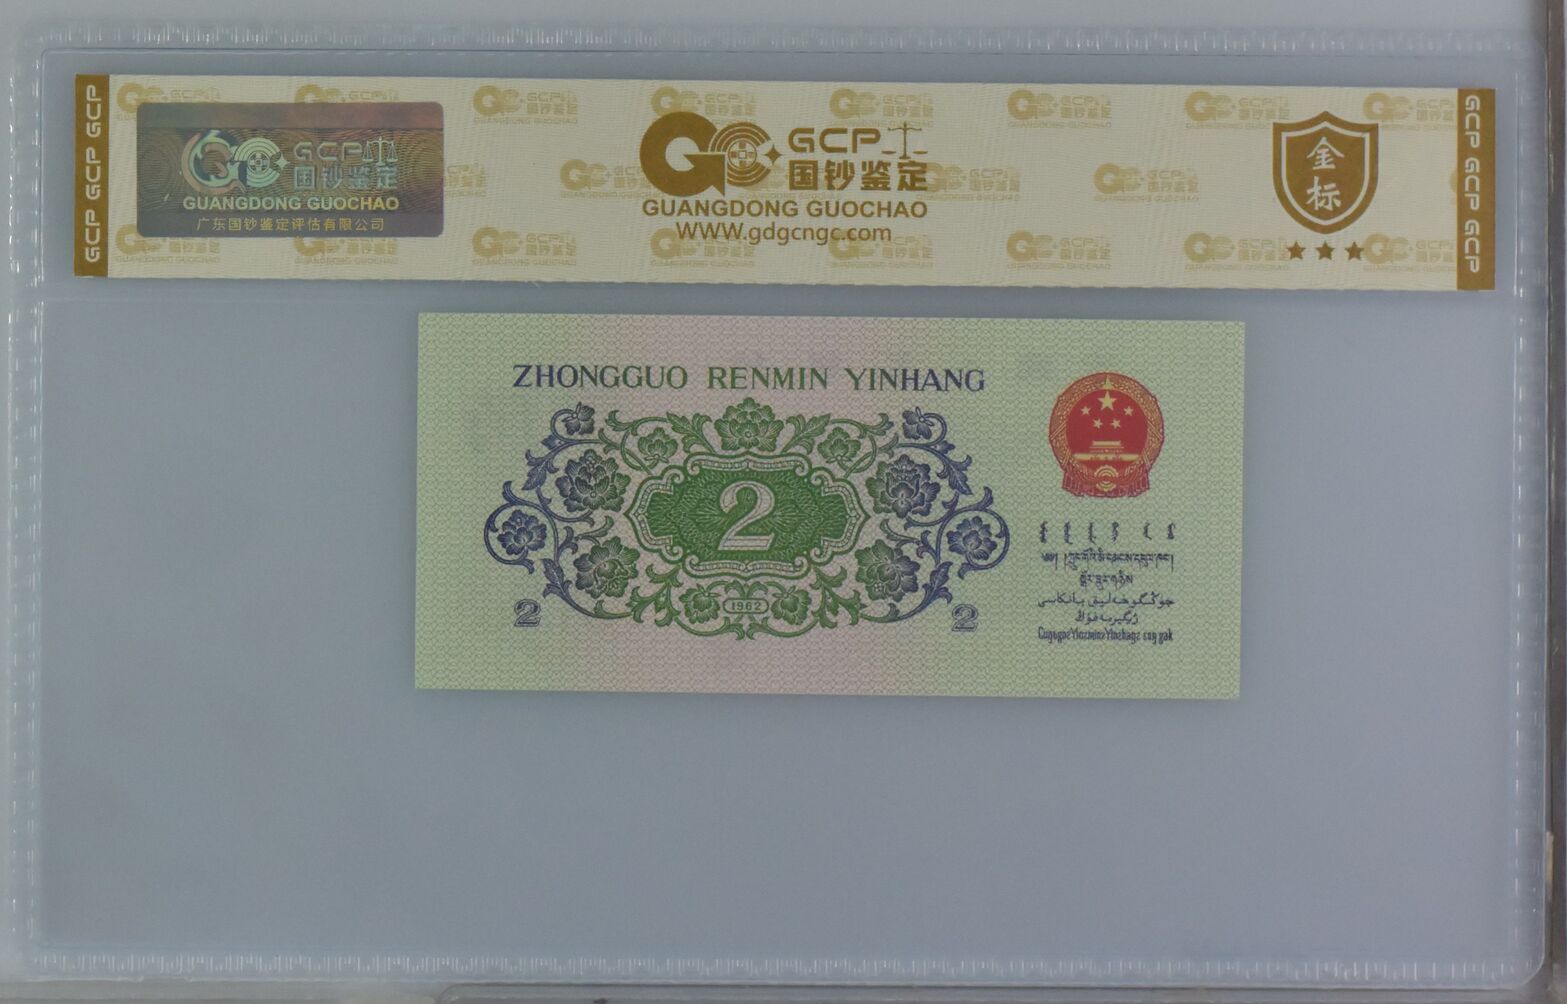 GCP GCP GCP
GCP
国钞鉴定
GUANGDONG GUOCHAO
广东国钞鉴定评估有限公司
GCP
国钞鉴定
GUANGDONG GUOCHAO
WWW.gdgcngc.com
金
标
GCP GCP GCP
ZHONGGUO RENMIN YINHANG
2
1962
2
2